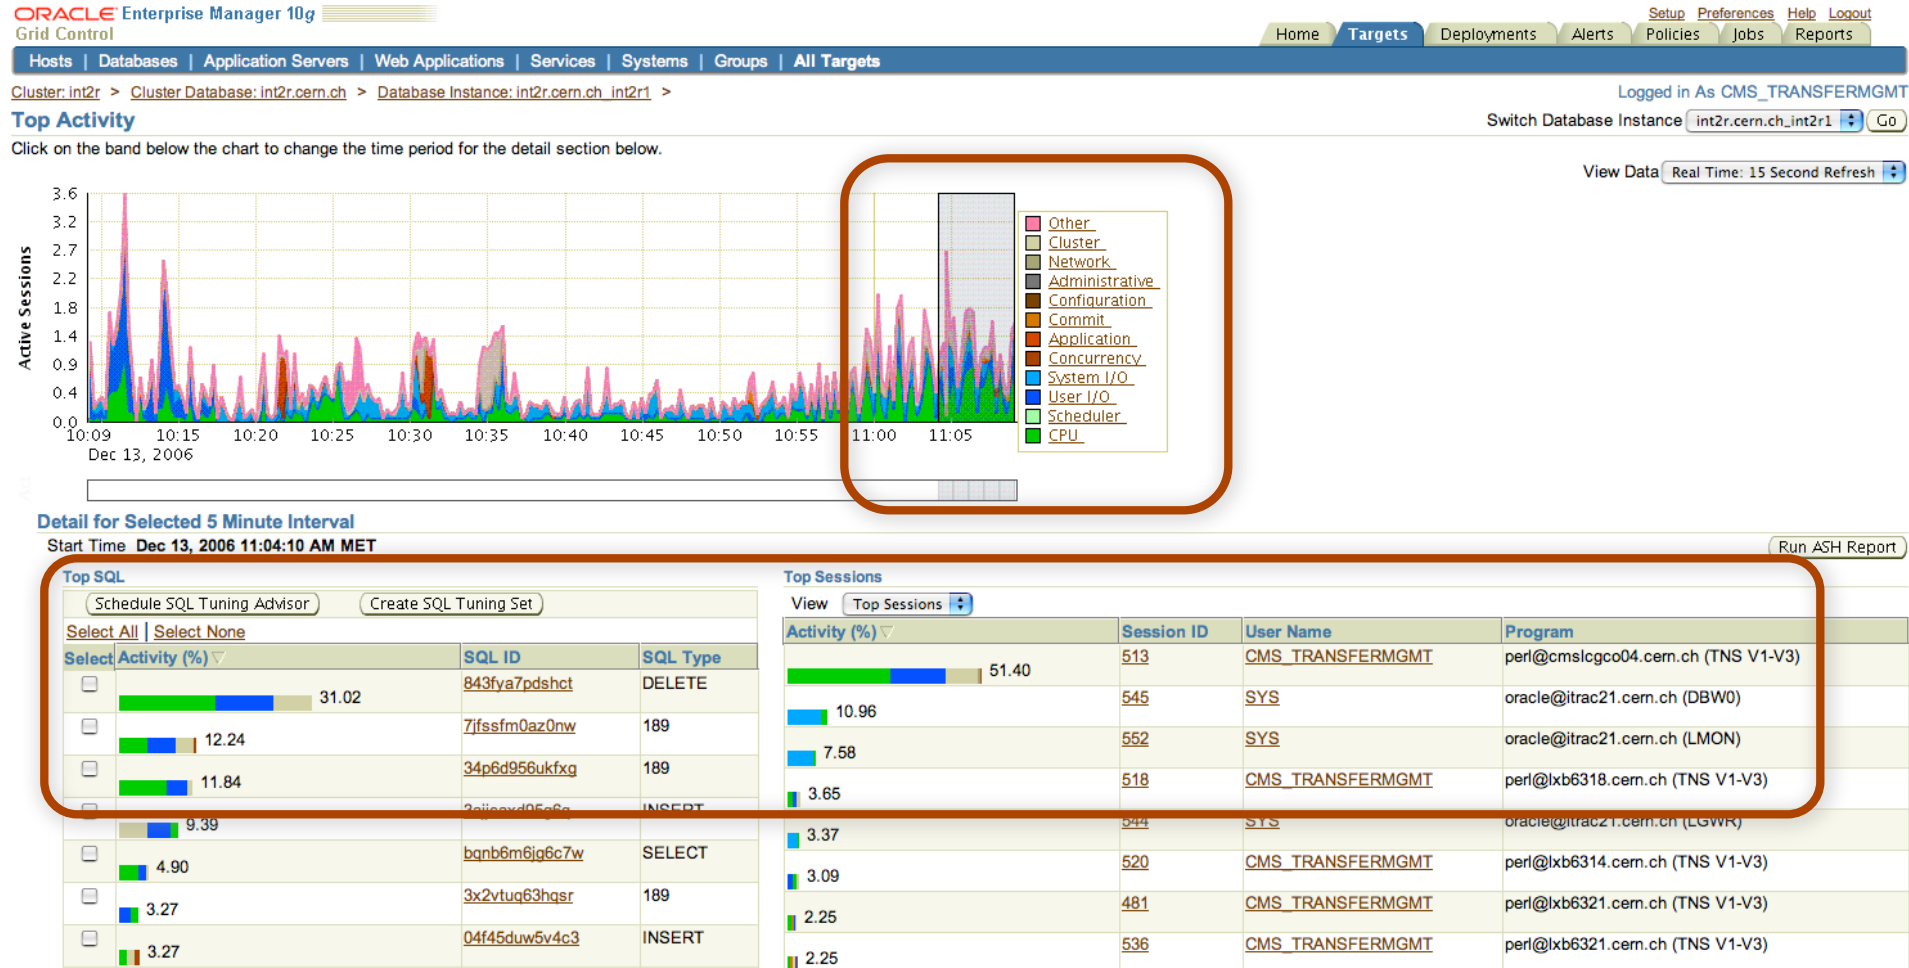 ORACLE Enterprise Manager 10g
Grid Control
Setup Preferences Help Logout
Home Targets Deployments Alerts Policies Jobs Reports
Hosts | Databases | Application Servers | Web Applications | Services | Systems | Groups | All Targets
Cluster: int2r > Cluster Database: int2r.cern.ch > Database Instance: int2r.cern.ch_int2r1 >
Logged in As CMS_TRANSFERMGMT
Top Activity
Switch Database Instance int2r.cern.ch_int2r1 Go
Click on the band below the chart to change the time period for the detail section below.
View Data Real Time: 15 Second Refresh
Active Sessions
3.6
3.2
2.7
2.2
1.8
1.4
0.9
0.4
0.0
10:09 10:15 10:20 10:25 10:30 10:35 10:40 10:45 10:50 10:55 11:00 11:05
Dec 13, 2006
Other
Cluster
Network
Administrative
Configuration
Commit
Application
Concurrency
System I/O
User I/O
Scheduler
CPU
Detail for Selected 5 Minute Interval
Start Time Dec 13, 2006 11:04:10 AM MET
Run ASH Report
Top SQL
Schedule SQL Tuning Advisor Create SQL Tuning Set
Select All | Select None
Select Activity (%) SQL ID SQL Type
31.02 843fya7pdshct DELETE
12.24 7jfssfm0az0nw 189
11.84 34p6d956ukfxg 189
9.39 INSERT
4.90 bqnb6m6jg6c7w SELECT
3.27 3x2vtuq63hqsr 189
3.27 04f45duw5v4c3 INSERT
Top Sessions
View Top Sessions
Activity (%) Session ID User Name Program
51.40 513 CMS_TRANSFERMGMT perl@cmslcgco04.cern.ch (TNS V1-V3)
10.96 545 SYS oracle@itrac21.cern.ch (DBW0)
7.58 552 SYS oracle@itrac21.cern.ch (LMON)
3.65 518 CMS_TRANSFERMGMT perl@lxb6318.cern.ch (TNS V1-V3)
3.37 544 SYS oracle@itrac21.cern.ch (LGWR)
3.09 520 CMS_TRANSFERMGMT perl@lxb6314.cern.ch (TNS V1-V3)
2.25 481 CMS_TRANSFERMGMT perl@lxb6321.cern.ch (TNS V1-V3)
2.25 536 CMS_TRANSFERMGMT perl@lxb6321.cern.ch (TNS V1-V3)